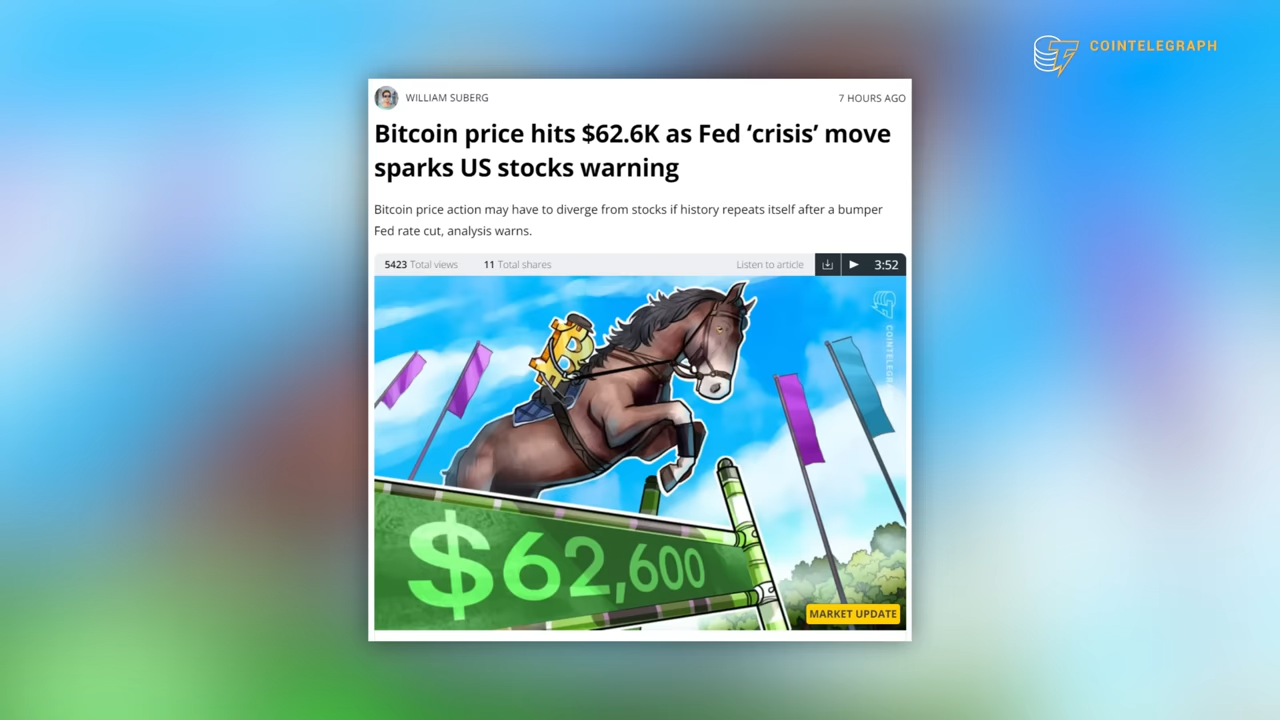 COINTELEGRAPH
WILLIAM SUBERG
7 HOURS AGO
Bitcoin price hits $62.6K as Fed ‘crisis’ move
sparks US stocks warning
Bitcoin price action may have to diverge from stocks if history repeats itself after a bumper
Fed rate cut, analysis warns.
5423 Total views
11 Total shares
Listen to article
3:52
$62,600
MARKET UPDATE